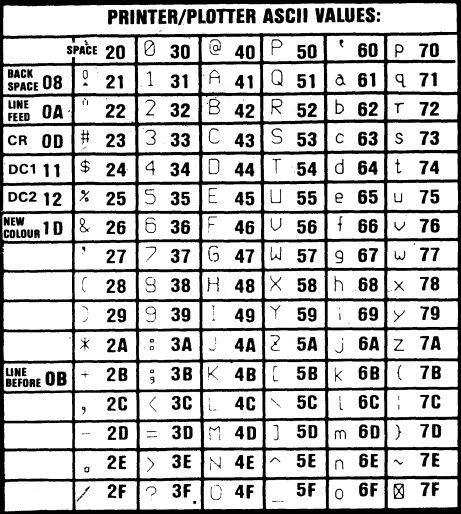 PRINTER/PLOTTER ASCII VALUES:
SPACE 20 0 30 @ 40 P 50 ' 60 p 70
BACK SPACE 08 ! 21 1 31 A 41 Q 51 a 61 q 71
LINE FEED 0A " 22 2 32 B 42 R 52 b 62 r 72
CR 0D # 23 3 33 C 43 S 53 c 63 s 73
DC1 11 $ 24 4 34 D 44 T 54 d 64 t 74
DC2 12 % 25 5 35 E 45 U 55 e 65 u 75
NEW COLOUR 1D & 26 6 36 F 46 V 56 f 66 v 76
' 27 7 37 G 47 W 57 g 67 w 77
( 28 8 38 H 48 X 58 h 68 x 78
) 29 9 39 I 49 Y 59 i 69 y 79
* 2A : 3A J 4A Z 5A j 6A z 7A
LINE BEFORE 0B + 2B ; 3B K 4B [ 5B k 6B { 7B
, 2C < 3C L 4C \ 5C l 6C ¦ 7C
- 2D = 3D M 4D ] 5D m 6D } 7D
. 2E > 3E N 4E ^ 5E n 6E ~ 7E
/ 2F ? 3F O 4F _ 5F o 6F ☒ 7F